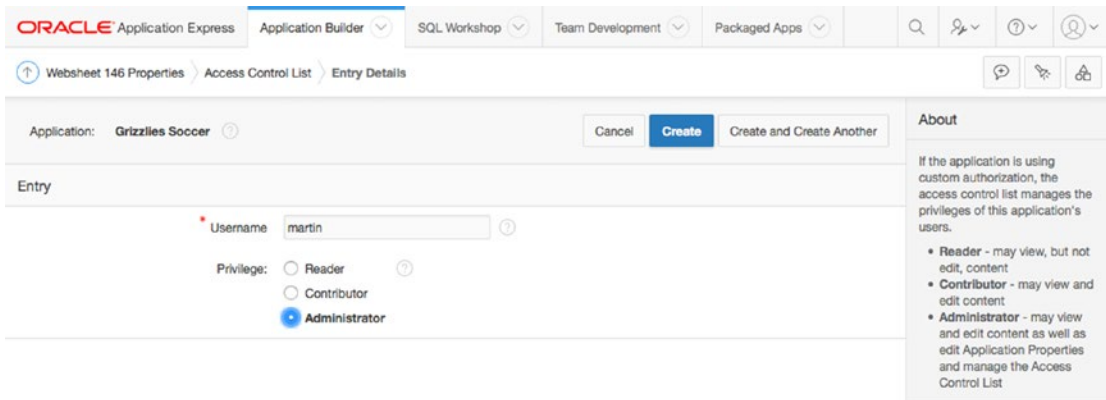 ORACLE Application Express Application Builder SQL Workshop Team Development Packaged Apps
Websheet 146 Properties Access Control List Entry Details
Application: Grizzlies Soccer
Cancel Create Create and Create Another
Entry
* Username martin
Privilege: Reader
Contributor
Administrator
About
If the application is using
custom authorization, the
access control list manages the
privileges of this application's
users.
• Reader - may view, but not
edit, content
• Contributor - may view and
edit content
• Administrator - may view
and edit content as well as
edit Application Properties
and manage the Access
Control List